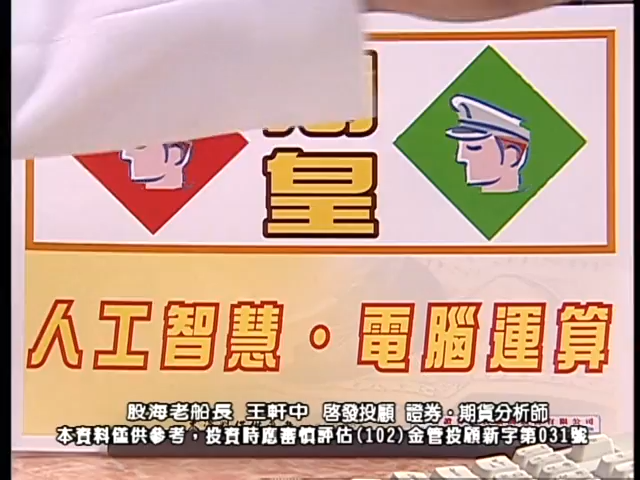 皇
人工智慧。電腦運算
股海老船長 王軒中 啓發投顧 證券.期貨分析師
本資料僅供參考，投資時應審慎評估(102)金管投顧新字第031號